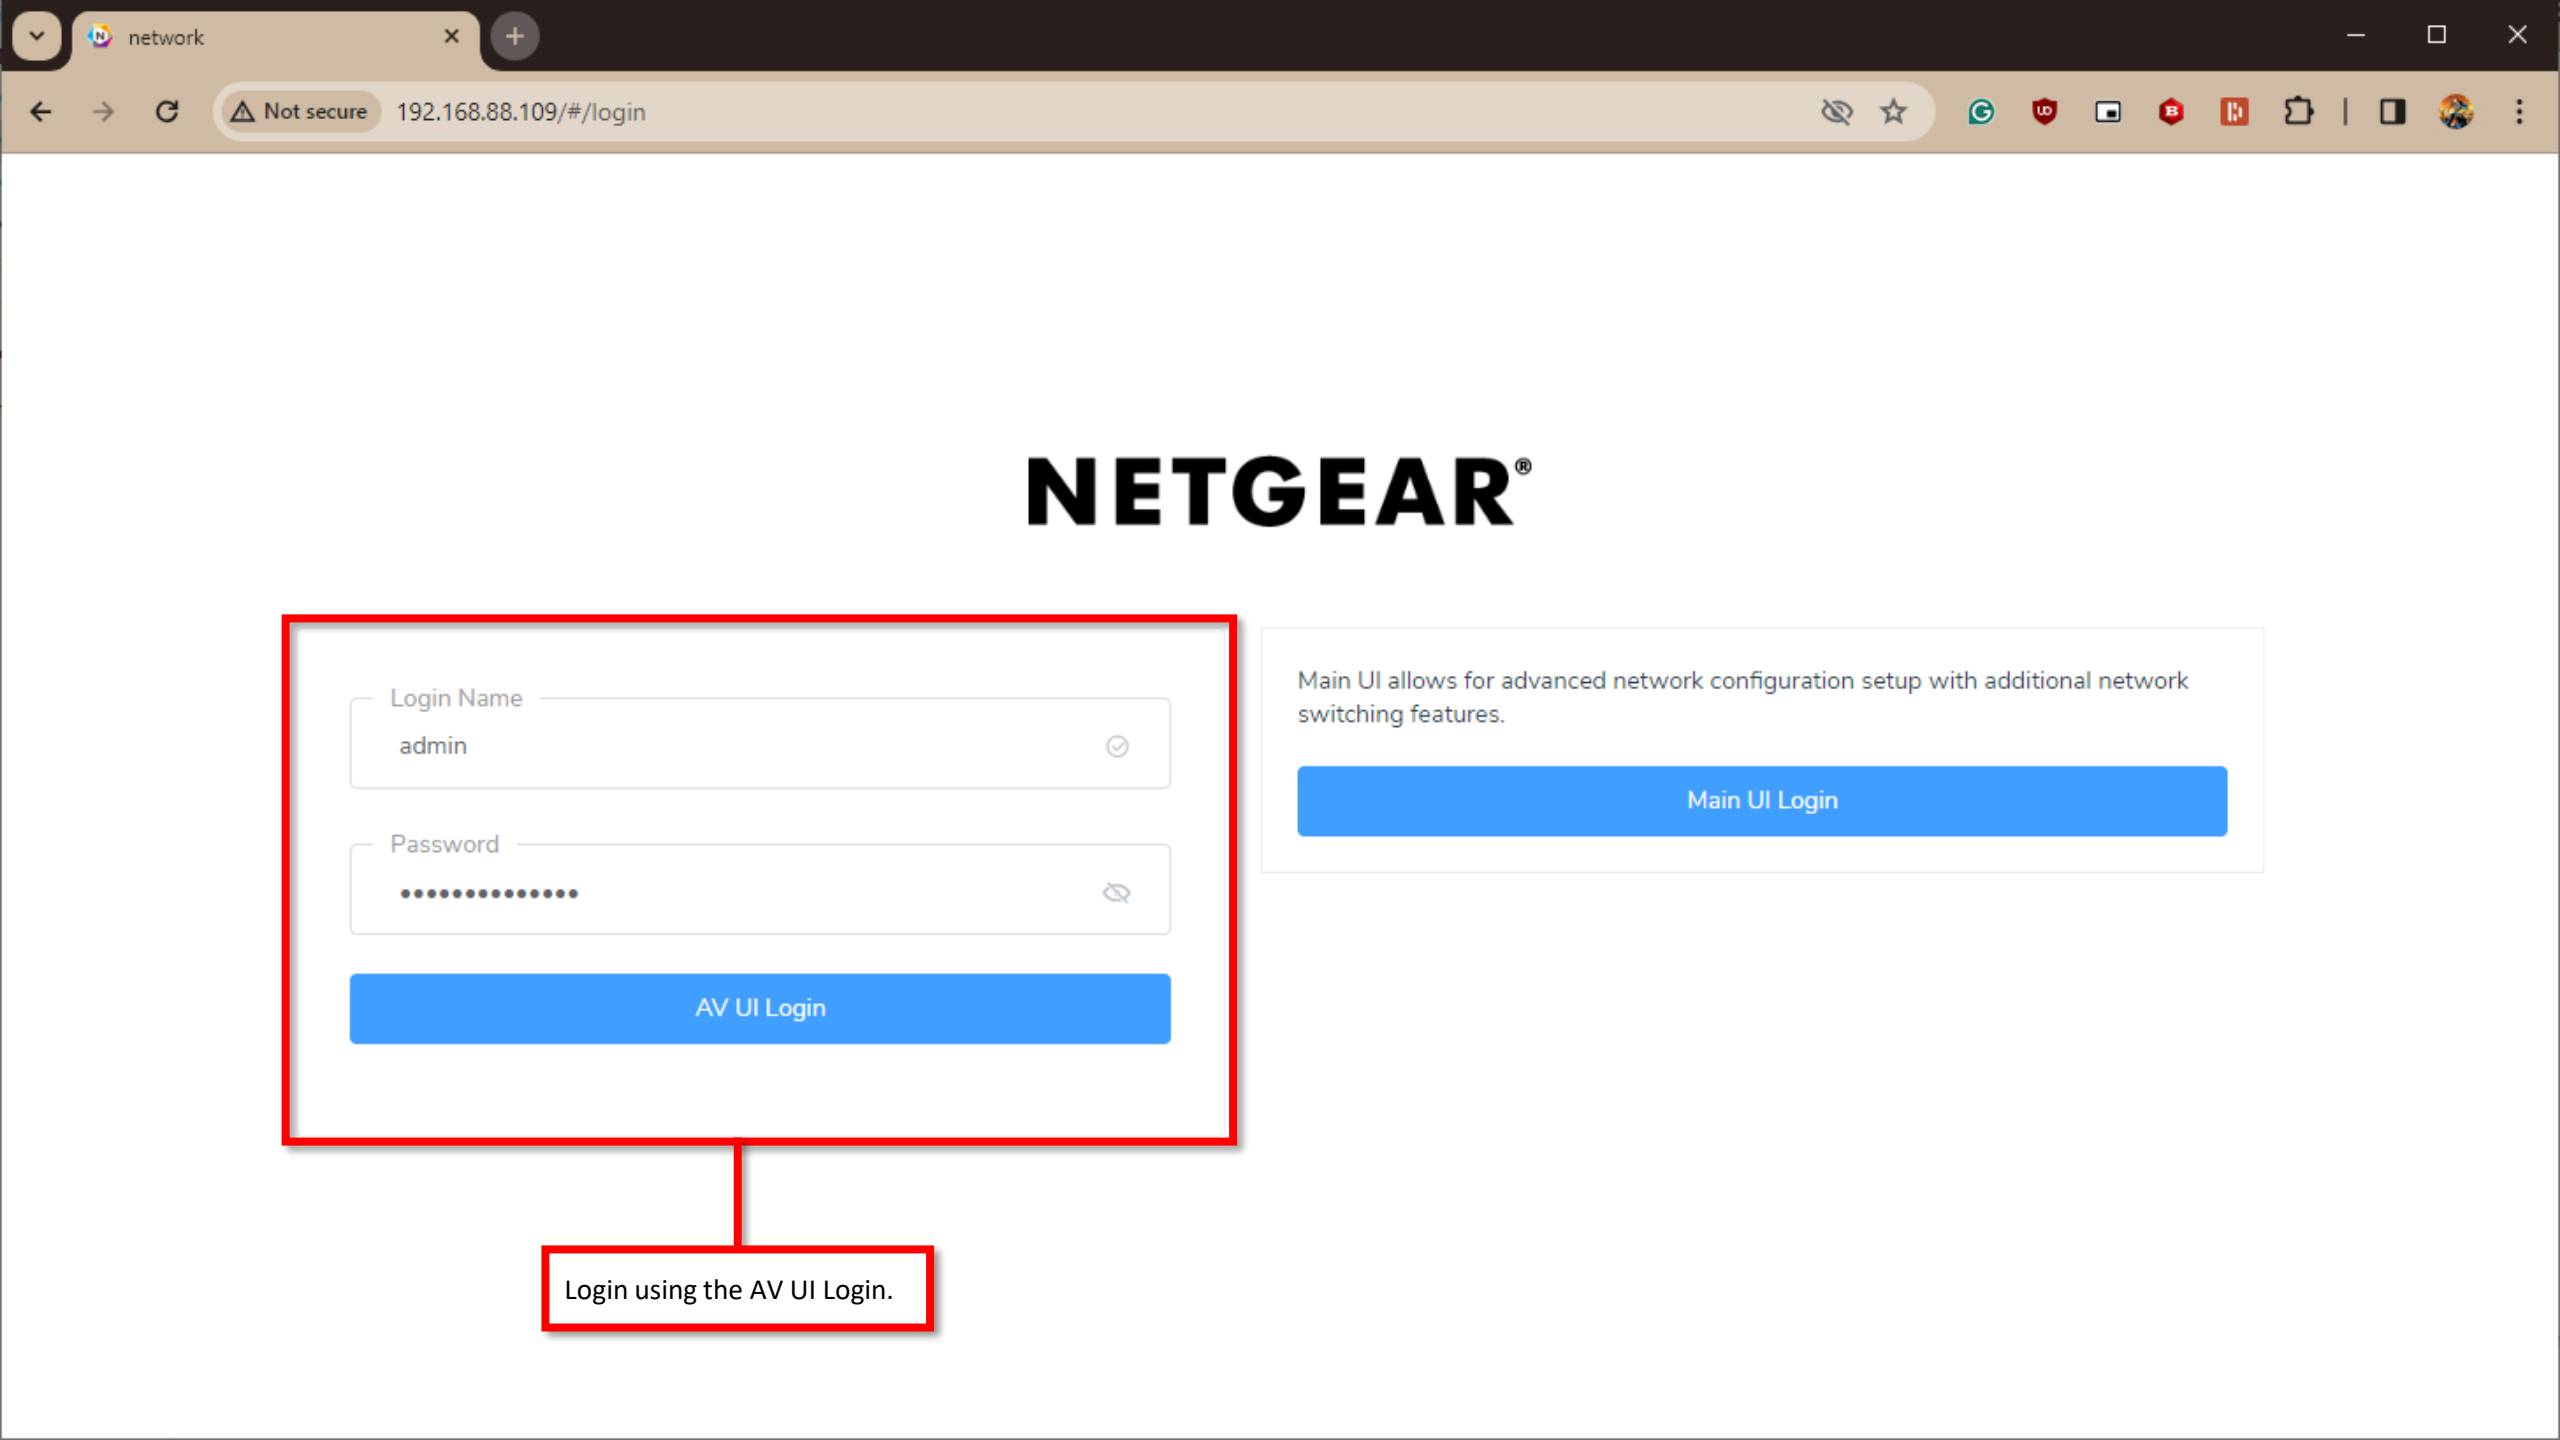 network
Not secure
192.168.88.109/#/login
NETGEAR®
Login Name
admin
Password
••••••••••••••
AV UI Login
Main UI allows for advanced network configuration setup with additional network
switching features.
Main UI Login
Login using the AV UI Login.